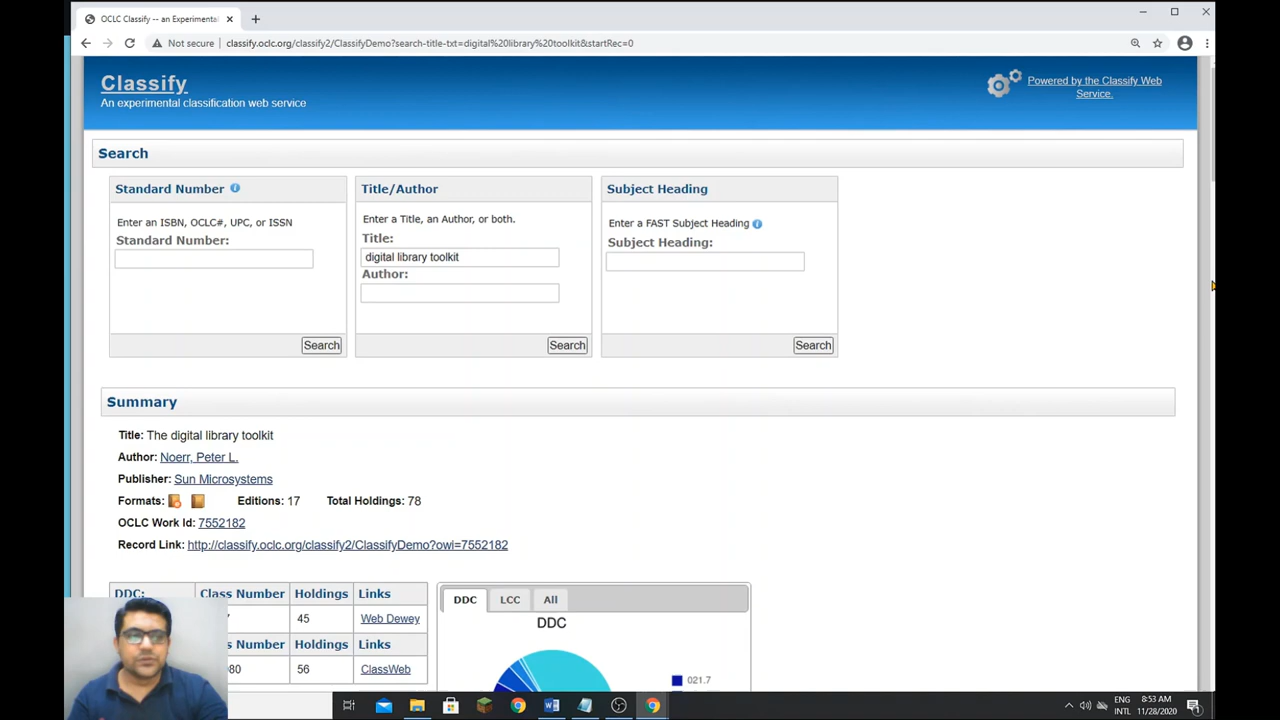 OCLC Classify -- an Experimental
Not secure classify.oclc.org/classify2/ClassifyDemo?search-title-txt=digital%20library%20toolkit&startRec=0
Classify
An experimental classification web service
Powered by the Classify Web
Service.
Search
Standard Number
Enter an ISBN, OCLC#, UPC, or ISSN
Standard Number:
Search
Title/Author
Enter a Title, an Author, or both.
Title:
digital library toolkit
Author:
Search
Subject Heading
Enter a FAST Subject Heading
Subject Heading:
Search
Summary
Title: The digital library toolkit
Author: Noerr, Peter L.
Publisher: Sun Microsystems
Formats: Editions: 17 Total Holdings: 78
OCLC Work Id: 7552182
Record Link: http://classify.oclc.org/classify2/ClassifyDemo?owi=7552182
DDC: Class Number Holdings Links
45 Web Dewey
Number Holdings Links
80 56 ClassWeb
DDC LCC All
DDC
021.7
ENG
INTL
8:53 AM
11/28/2020